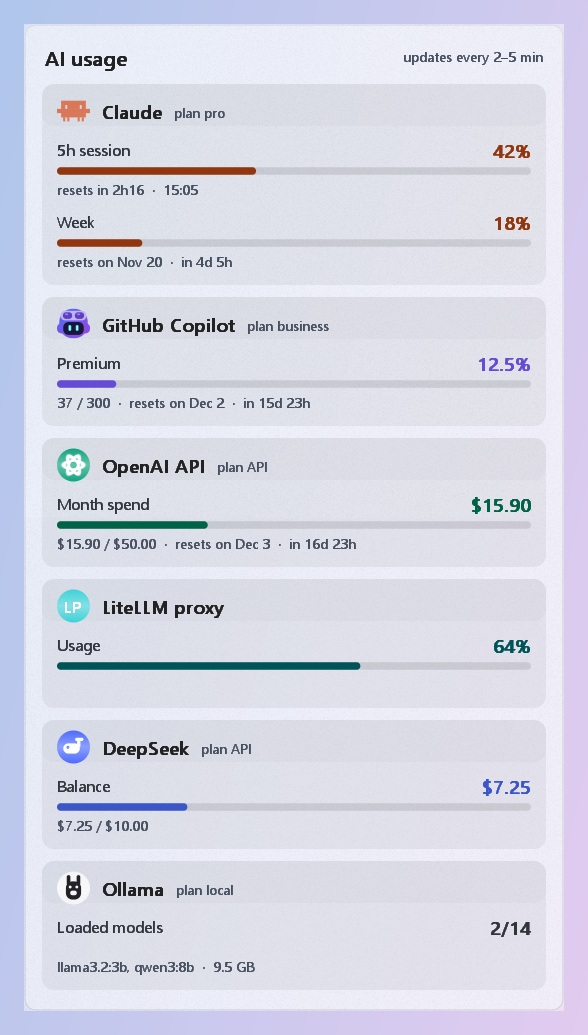 AI usage
updates every 2–5 min
Claude plan pro
5h session 42%
resets in 2h16 · 15:05
Week 18%
resets on Nov 20 · in 4d 5h
GitHub Copilot plan business
Premium 12.5%
37 / 300 · resets on Dec 2 · in 15d 23h
OpenAI API plan API
Month spend $15.90
$15.90 / $50.00 · resets on Dec 3 · in 16d 23h
LP LiteLLM proxy
Usage 64%
DeepSeek plan API
Balance $7.25
$7.25 / $10.00
Ollama plan local
Loaded models 2/14
llama3.2:3b, qwen3:8b · 9.5 GB